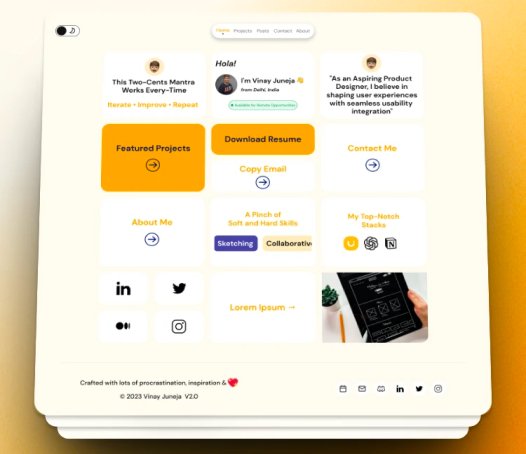 Home Projects Posts Contact About
This Two-Cents Mantra
Works Every-Time
Iterate • Improve • Repeat
Hola!
I'm Vinay Juneja 👋
from Delhi, India
Available for Remote Opportunities
"As an Aspiring Product
Designer, I believe in
shaping user experiences
with seamless usability
integration"
Featured Projects
Download Resume
Copy Email
Contact Me
About Me
A Pinch of
Soft and Hard Skills
Sketching Collaborative
My Top-Notch
Stacks
Lorem Ipsum →
Crafted with lots of procrastination, inspiration & 💖
© 2023 Vinay Juneja V2.0